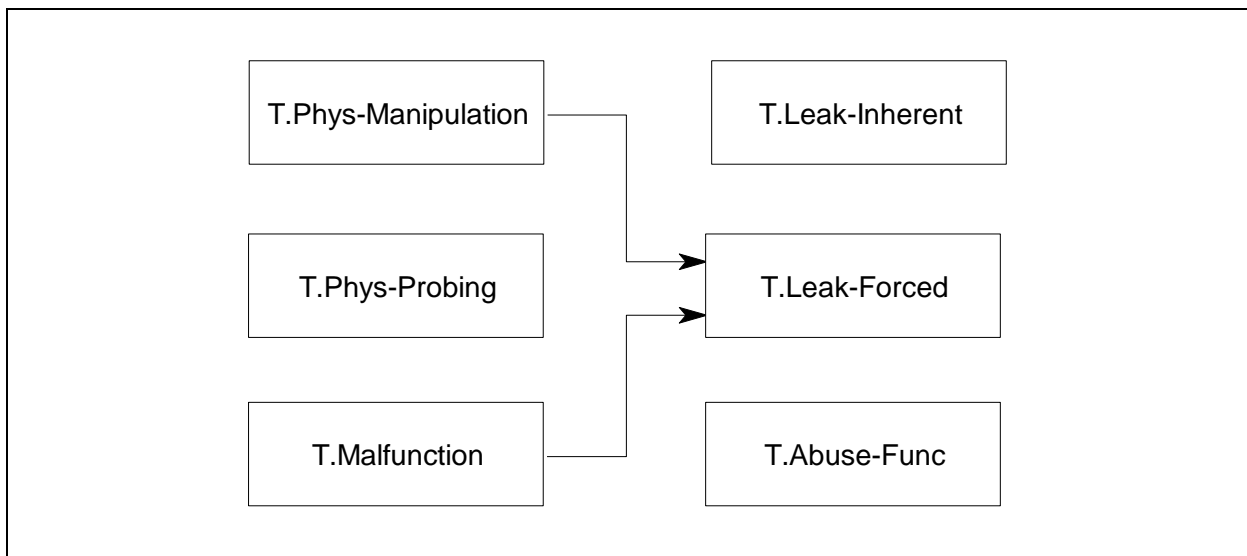 T.Phys-Manipulation
T.Leak-Inherent
T.Phys-Probing
T.Leak-Forced
T.Malfunction
T.Abuse-Func